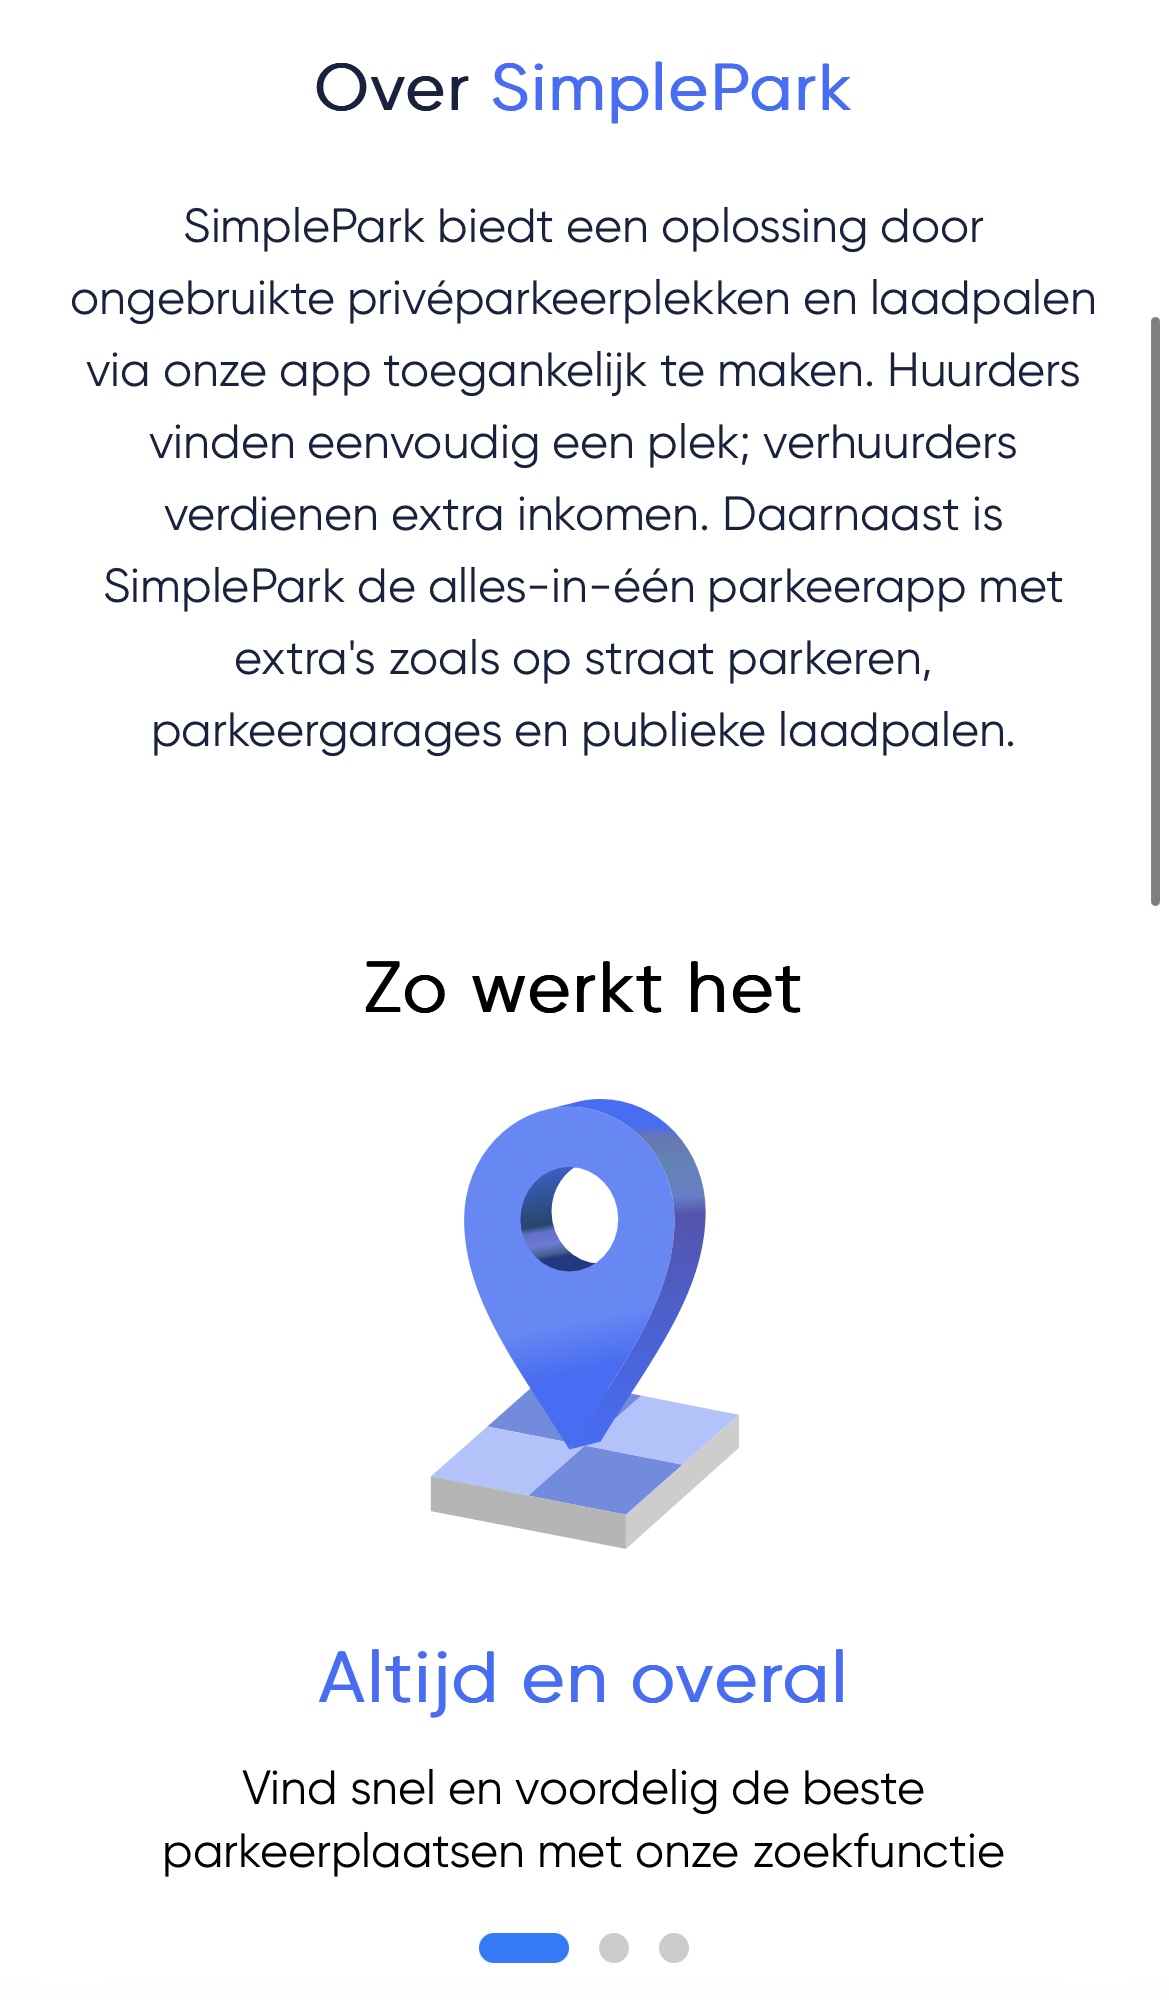 Over SimplePark
SimplePark biedt een oplossing door
ongebruikte privéparkeerplekken en laadpalen
via onze app toegankelijk te maken. Huurders
vinden eenvoudig een plek; verhuurders
verdienen extra inkomen. Daarnaast is
SimplePark de alles-in-één parkeerapp met
extra's zoals op straat parkeren,
parkeergarages en publieke laadpalen.
Zo werkt het
Altijd en overal
Vind snel en voordelig de beste
parkeerplaatsen met onze zoekfunctie